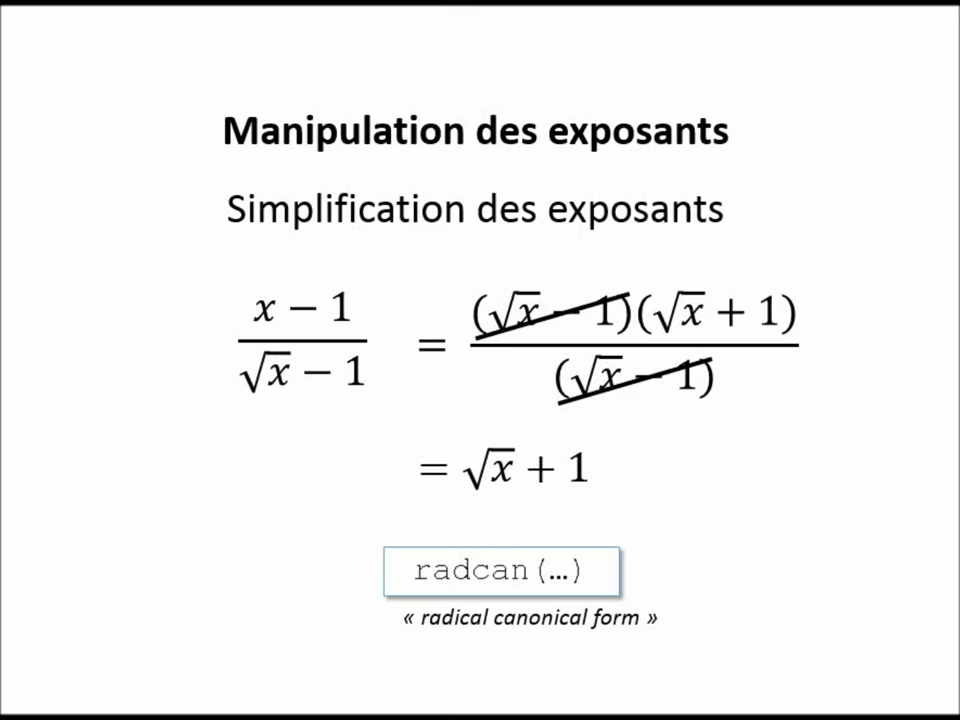 Manipulation des exposants
Simplification des exposants
x − 1 / √x − 1 = (√x − 1)(√x + 1) / (√x − 1)
= √x + 1
radcan(…)
« radical canonical form »